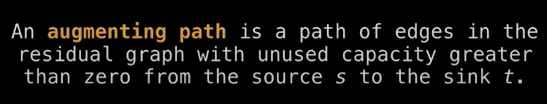 An augmenting path is a path of edges in the
residual graph with unused capacity greater
than zero from the source s to the sink t.